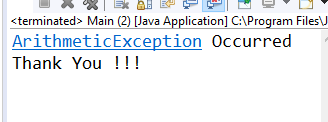 <terminated> Main (2) [Java Application] C:\Program Files\J
ArithmeticException Occurred
Thank You !!!